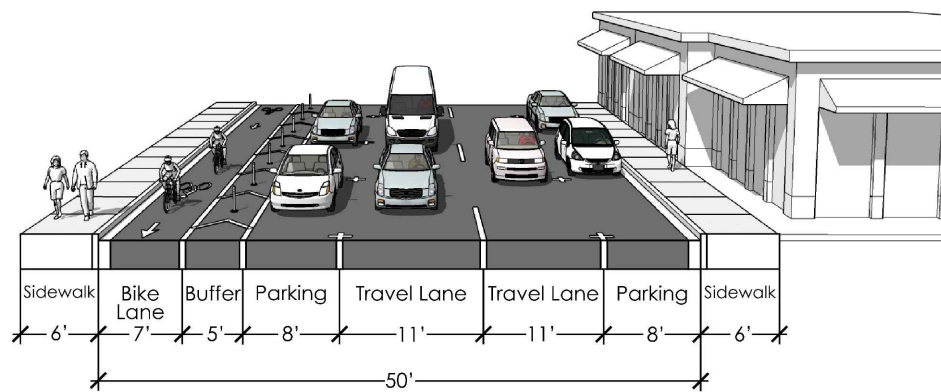 Sidewalk
Bike
Lane
Buffer
Parking
Travel Lane
Travel Lane
Parking
Sidewalk
6'
7'
5'
8'
11'
11'
8'
6'
50'